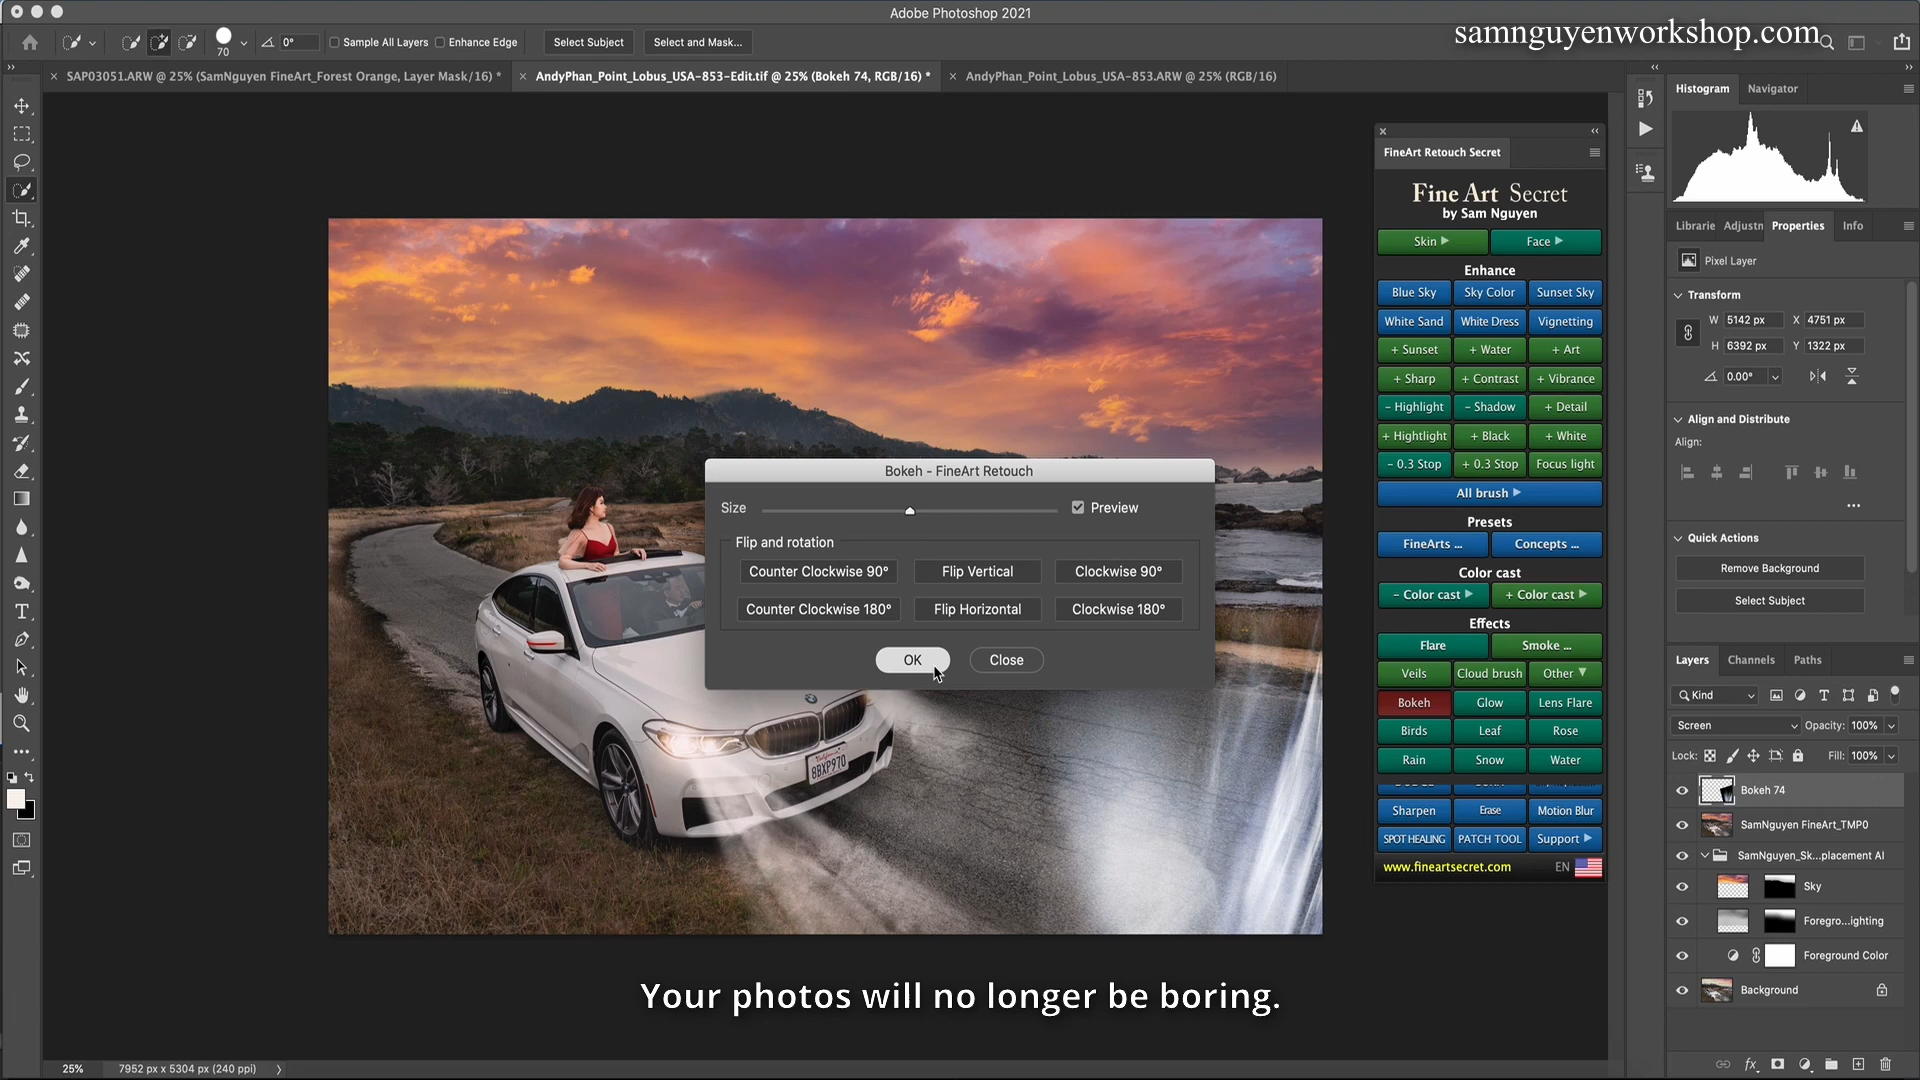 Adobe Photoshop 2021
samnguyenworkshop.com
70
0°
Sample All Layers
Enhance Edge
Select Subject
Select and Mask...
× SAP03051.ARW @ 25% (SamNguyen FineArt_Forest Orange, Layer Mask/16) *
× AndyPhan_Point_Lobus_USA-853-Edit.tif @ 25% (Bokeh 74, RGB/16) *
× AndyPhan_Point_Lobus_USA-853.ARW @ 25% (RGB/16)
Histogram Navigator
FineArt Retouch Secret
Fine Art Secret
by Sam Nguyen
Skin Face
Enhance
Blue Sky Sky Color Sunset Sky
White Sand White Dress Vignetting
+ Sunset + Water + Art
+ Sharp + Contrast + Vibrance
- Highlight - Shadow + Detail
+ Hightlight + Black + White
- 0.3 Stop + 0.3 Stop Focus light
All brush
Presets
FineArts ... Concepts ...
Color cast
- Color cast + Color cast
Effects
Flare Smoke ...
Veils Cloud brush Other
Bokeh Glow Lens Flare
Birds Leaf Rose
Rain Snow Water
Sharpen Erase Motion Blur
SPOT HEALING PATCH TOOL Support
www.fineartsecret.com EN
Bokeh - FineArt Retouch
Size
Preview
Flip and rotation
Counter Clockwise 90° Flip Vertical Clockwise 90°
Counter Clockwise 180° Flip Horizontal Clockwise 180°
OK Close
8BXP970
Librarie Adjustn Properties Info
Pixel Layer
Transform
W 5142 px X 4751 px
H 6392 px Y 1322 px
0.00°
Align and Distribute
Align:
Quick Actions
Remove Background
Select Subject
Layers Channels Paths
Kind
Screen Opacity: 100%
Lock: Fill: 100%
Bokeh 74
SamNguyen FineArt_TMP0
SamNguyen_Sk...placement AI
Sky
Foregro...ighting
Foreground Color
Background
Your photos will no longer be boring.
25% 7952 px x 5304 px (240 ppi)